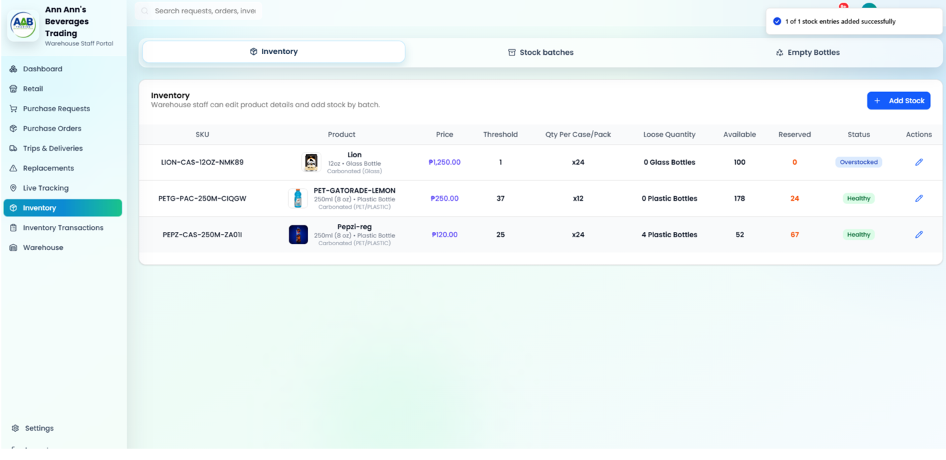 Ann Ann's
Beverages
Trading
Warehouse Staff Portal
Dashboard
Retail
Purchase Requests
Purchase Orders
Trips & Deliveries
Replacements
Live Tracking
Inventory
Inventory Transactions
Warehouse
Settings
Search requests, orders, inve
1 of 1 stock entries added successfully
Inventory
Stock batches
Empty Bottles
Inventory
Warehouse staff can edit product details and add stock by batch.
+ Add Stock
SKU Product Price Threshold Qty Per Case/Pack Loose Quantity Available Reserved Status Actions
LION-CAS-12OZ-NMK89 Lion ₱1,250.00 1 x24 0 Glass Bottles 100 0 Overstocked
12oz • Glass Bottle
Carbonated (Glass)
PETG-PAC-250M-CIQGW PET-GATORADE-LEMON ₱250.00 37 x12 0 Plastic Bottles 178 24 Healthy
250ml (8 oz) • Plastic Bottle
Carbonated (PET/PLASTIC)
PEPZ-CAS-250M-ZA01I Pepzi-reg ₱120.00 25 x24 4 Plastic Bottles 52 67 Healthy
250ml (8 oz) • Plastic Bottle
Carbonated (PET/PLASTIC)